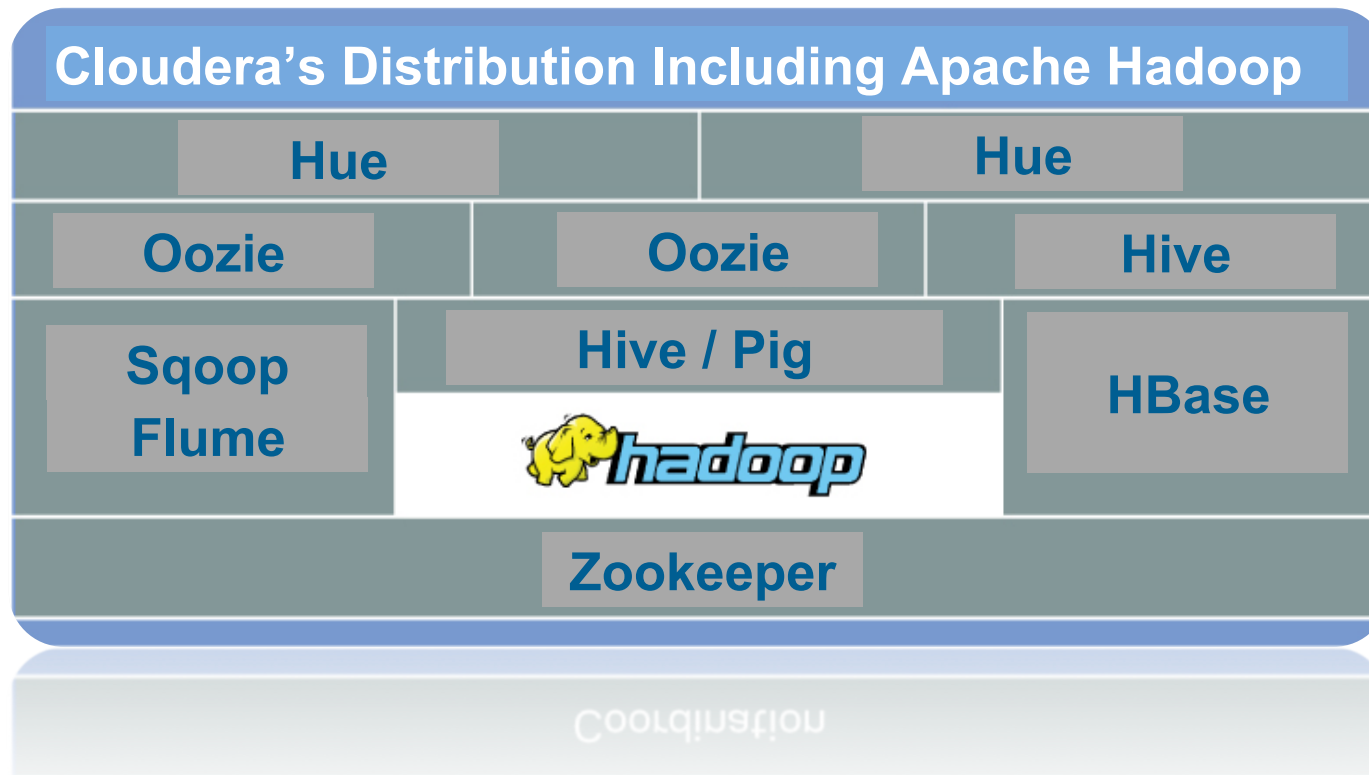 Cloudera’s Distribution Including Apache Hadoop
Hue
Hue
Oozie
Oozie
Hive
Sqoop
Flume
Hive / Pig
hadoop
HBase
Zookeeper
Coordination